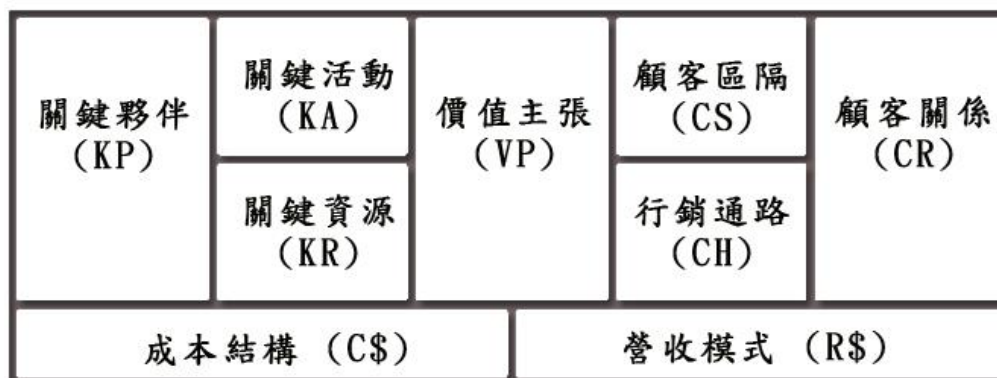 關鍵夥伴
(KP)
關鍵活動
(KA)
關鍵資源
(KR)
價值主張
(VP)
顧客區隔
(CS)
行銷通路
(CH)
顧客關係
(CR)
成本結構 (C$)
營收模式 (R$)